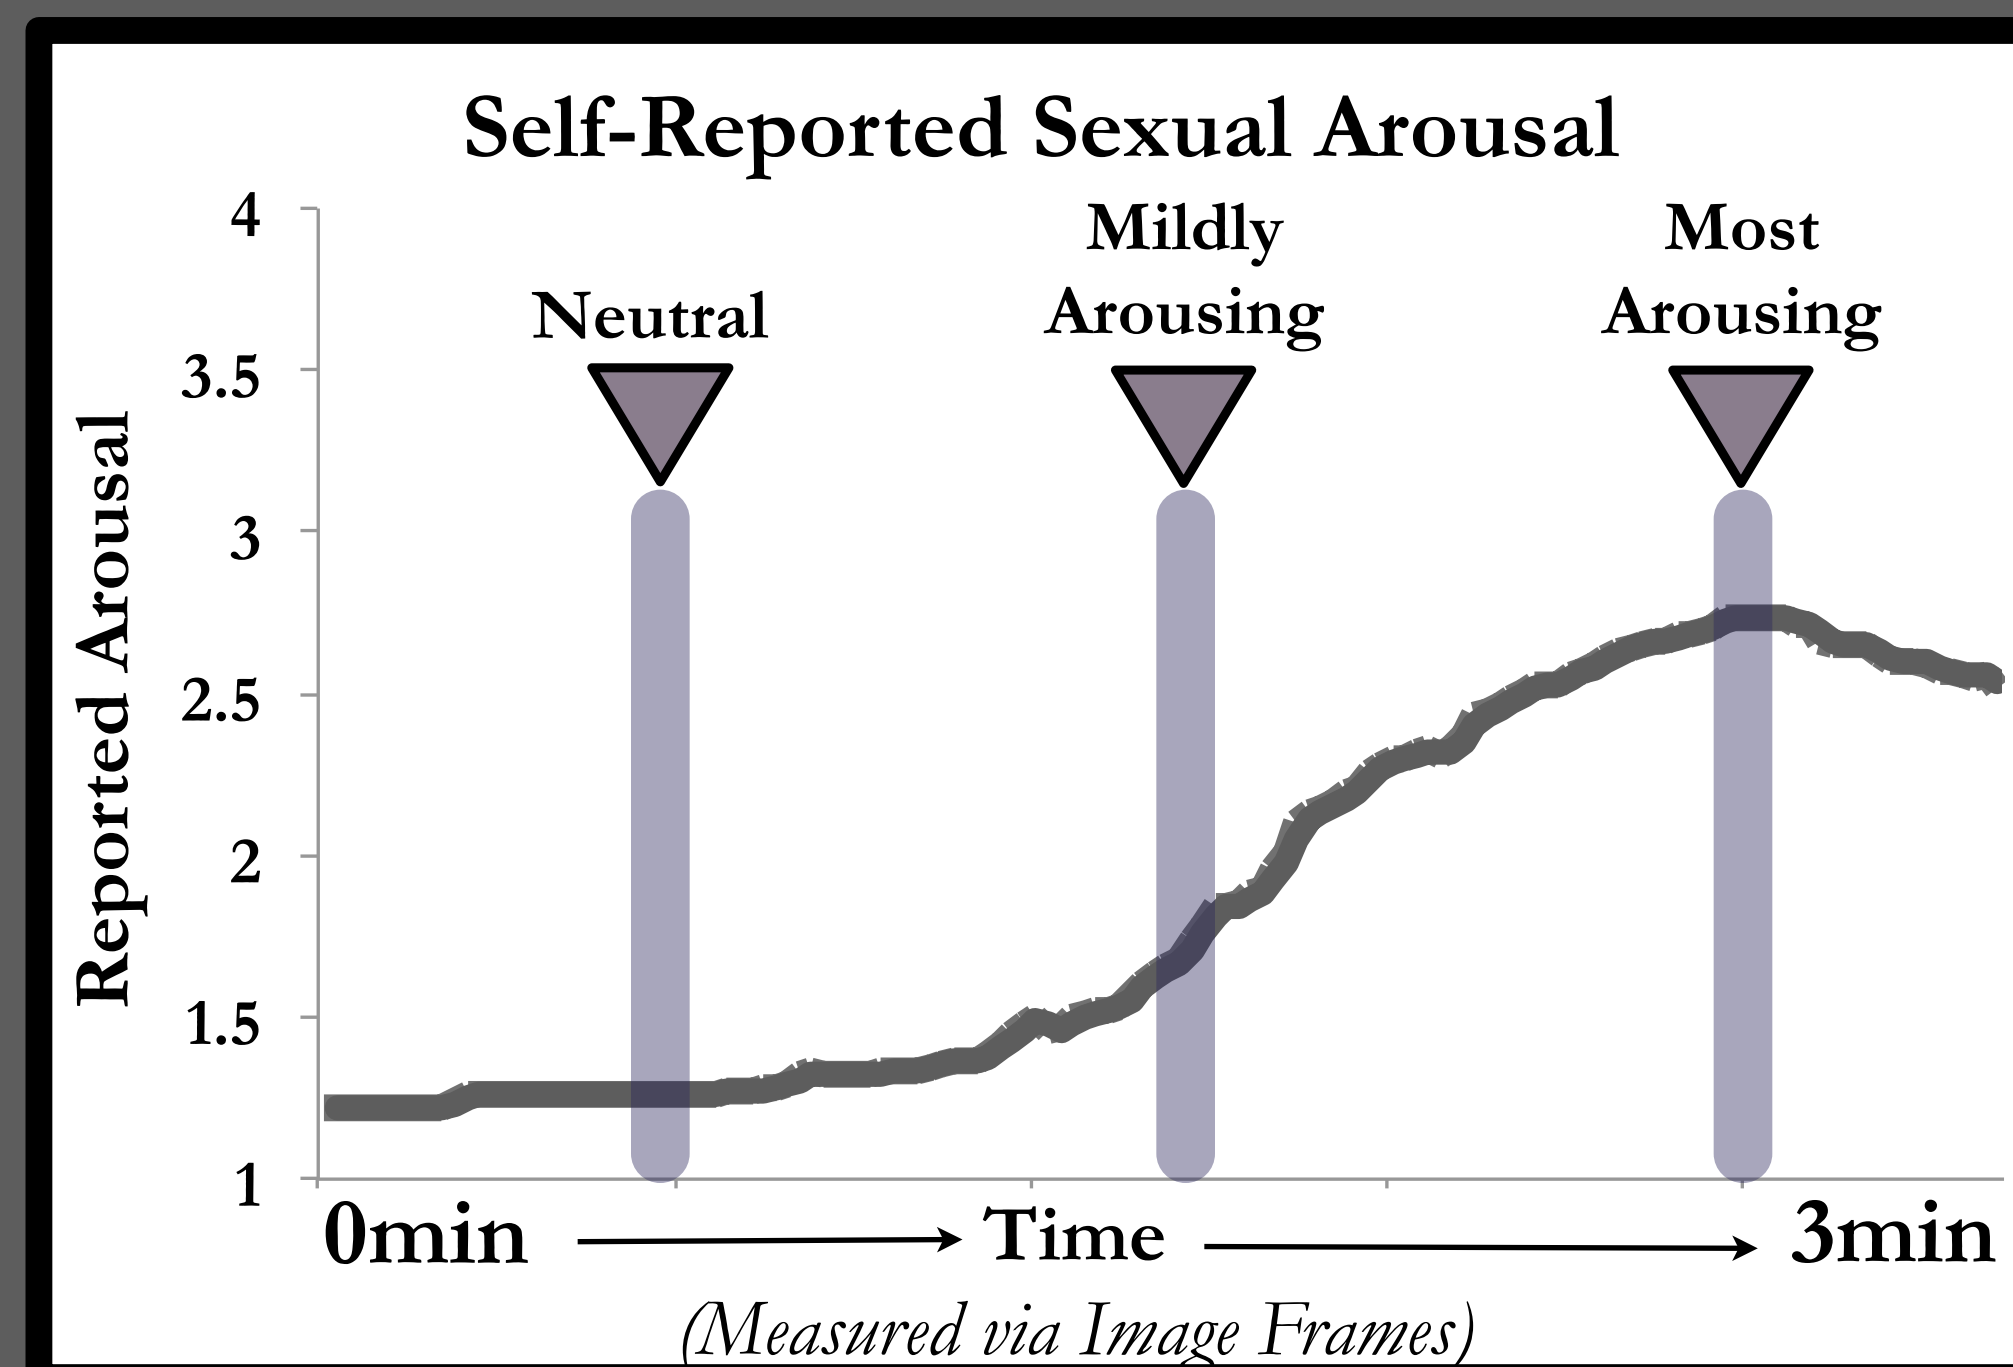 Self-Reported Sexual Arousal
Mildly
Arousing
Most
Arousing
Neutral
Reported Arousal
4
3.5
3
2.5
2
1.5
1
0min
Time
3min
(Measured via Image Frames)